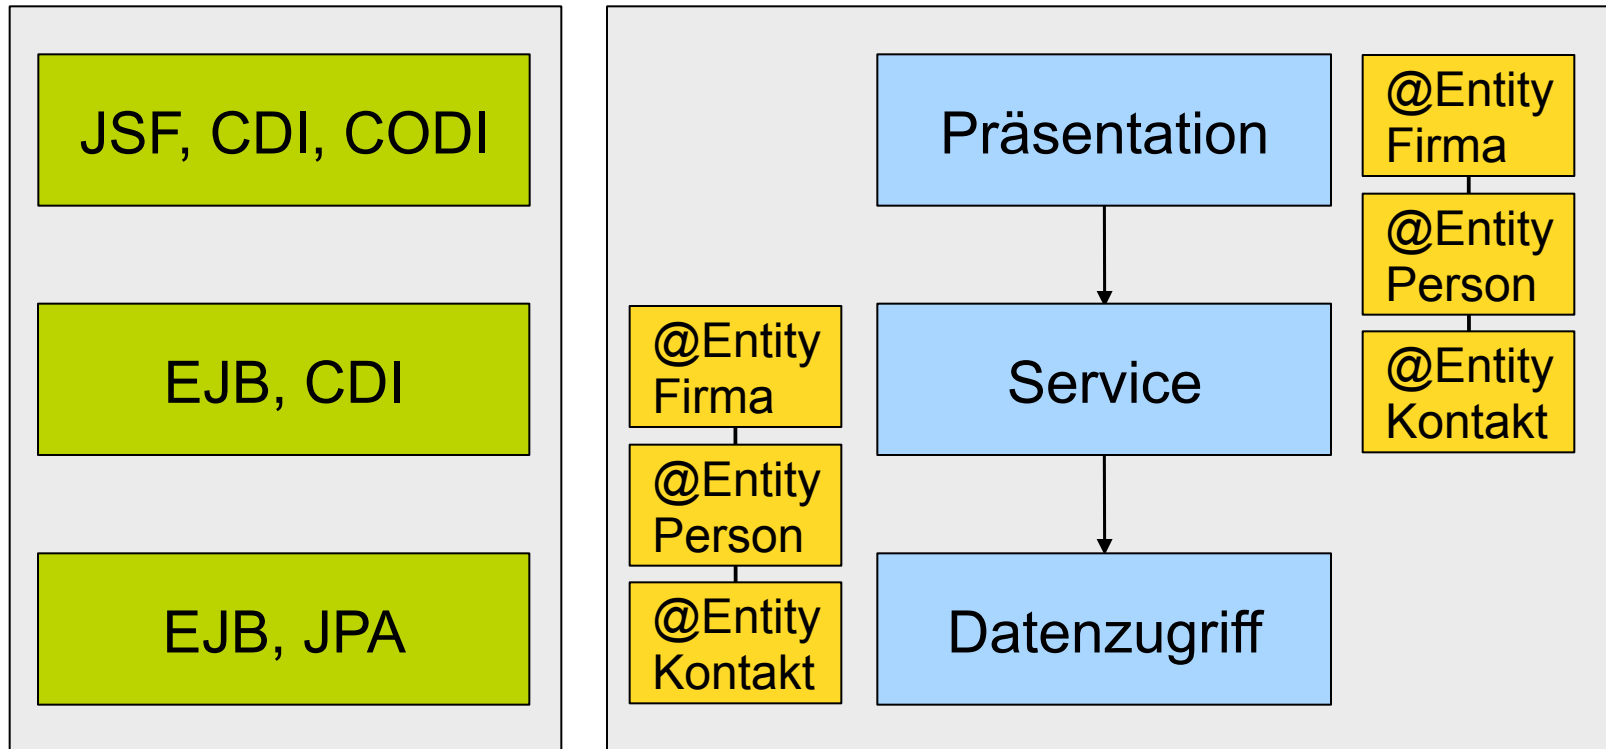 JSF, CDI, CODI
EJB, CDI
EJB, JPA
Präsentation
Service
Datenzugriff
@Entity
Firma
@Entity
Person
@Entity
Kontakt
@Entity
Firma
@Entity
Person
@Entity
Kontakt